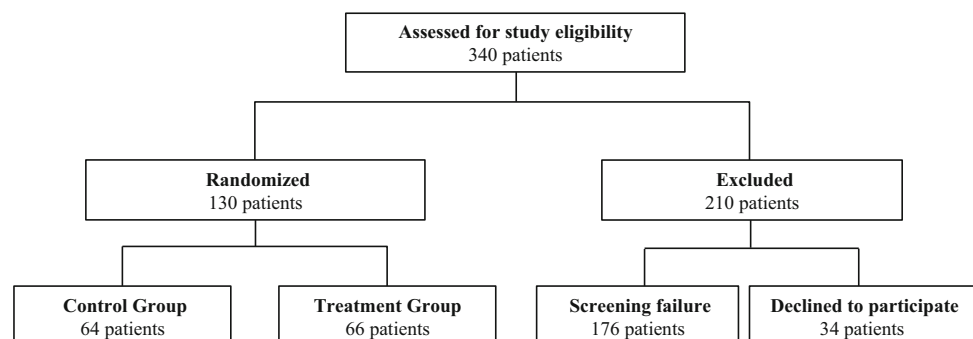 Assessed for study eligibility
340 patients
Randomized
130 patients
Excluded
210 patients
Control Group
64 patients
Treatment Group
66 patients
Screening failure
176 patients
Declined to participate
34 patients